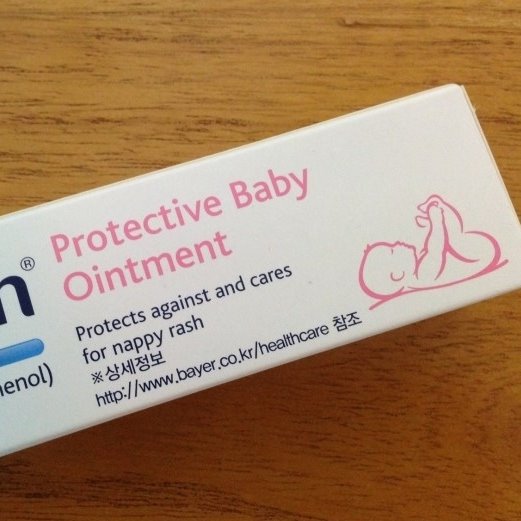 n®
Protective Baby
Ointment
Protects against and cares
for nappy rash
※상세정보
http://www.bayer.co.kr/healthcare 참조
henol)